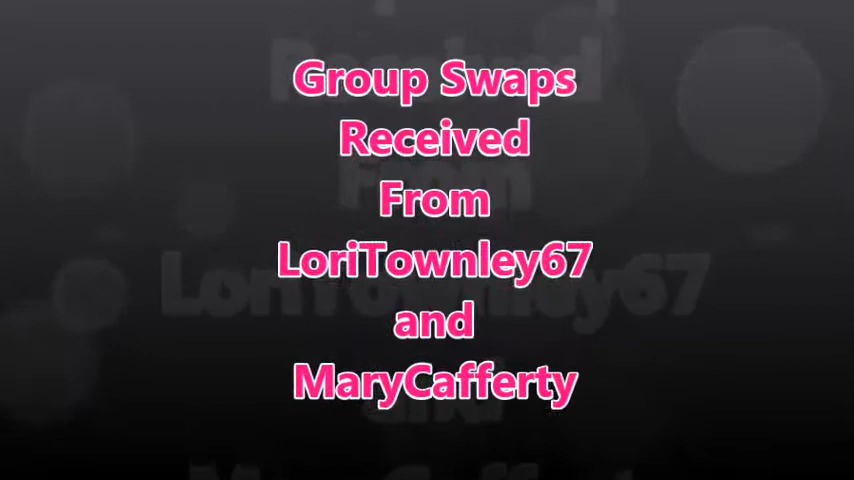 Group Swaps
Received
From
LoriTownley67
and
MaryCafferty